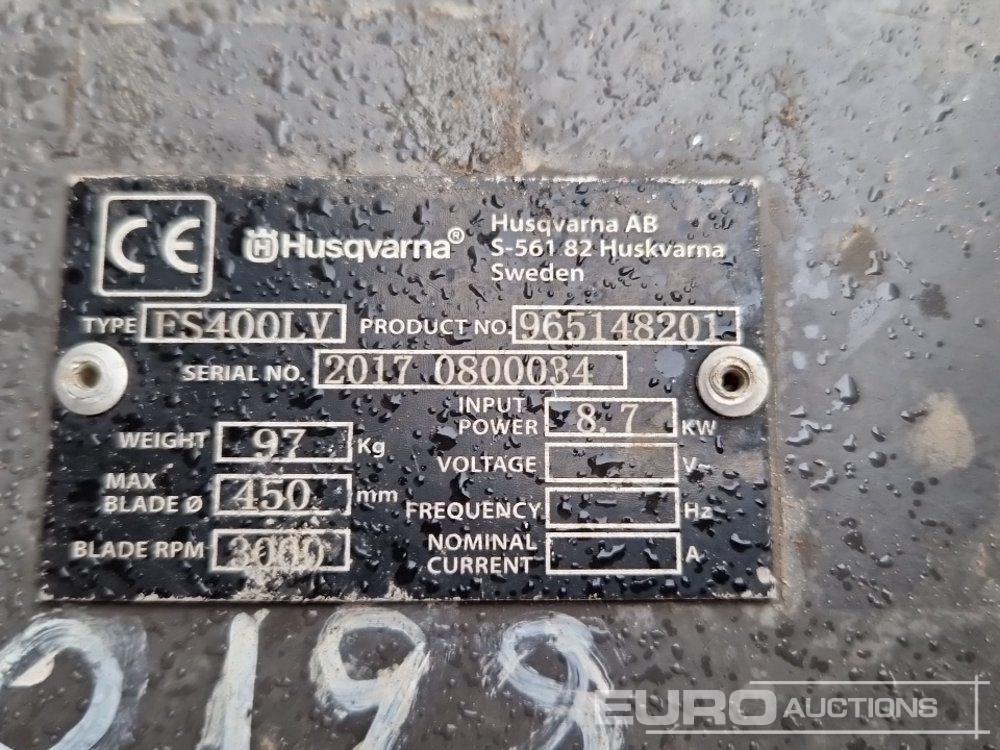 CE
Husqvarna®
Husqvarna AB
S-561 82 Huskvarna
Sweden
TYPE FS400LV PRODUCT NO. 965148201
SERIAL NO. 2017 0800034
WEIGHT 97 Kg
MAX BLADE Ø 450 mm
BLADE RPM 3000
INPUT POWER 8.7 KW
VOLTAGE V~
FREQUENCY Hz
NOMINAL CURRENT A
2199
EURO AUCTIONS